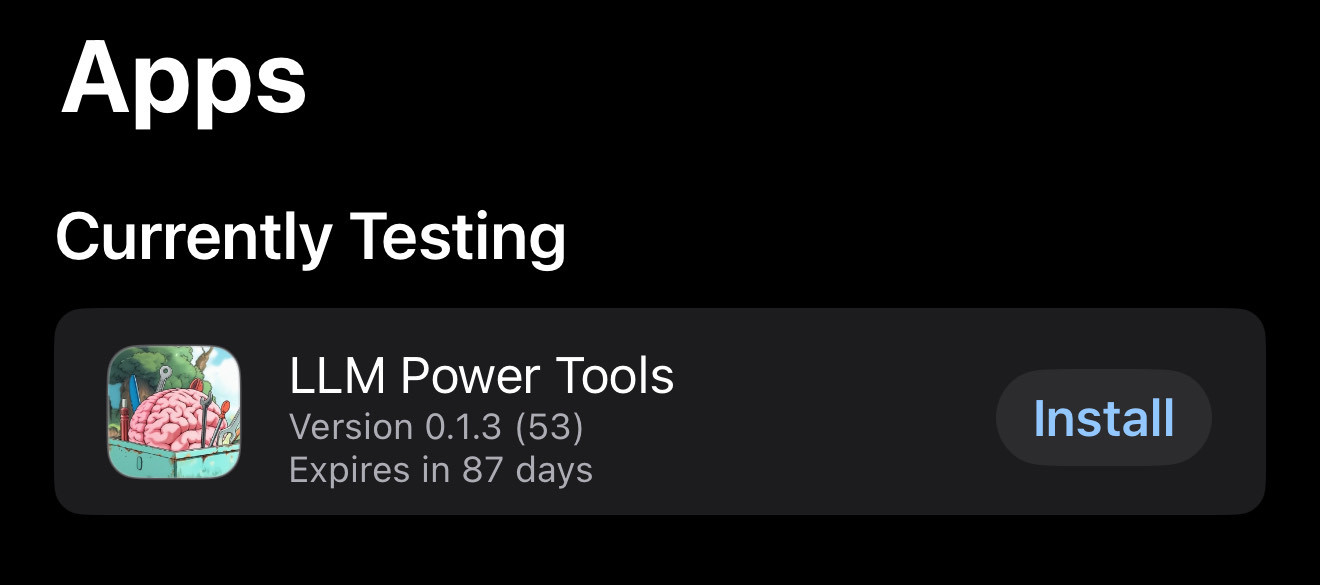 Apps
Currently Testing
LLM Power Tools
Version 0.1.3 (53)
Expires in 87 days
Install